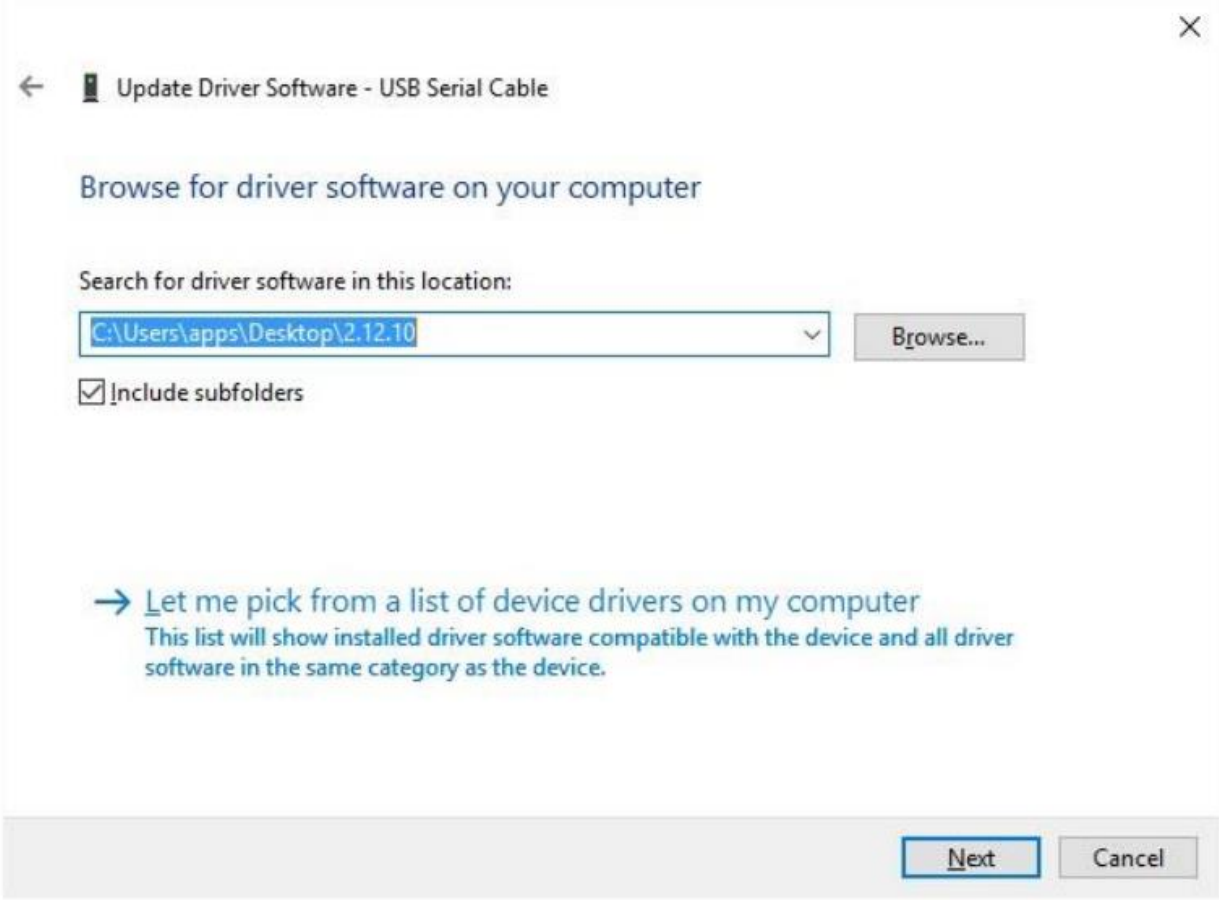 Update Driver Software - USB Serial Cable
Browse for driver software on your computer
Search for driver software in this location:
C:\Users\apps\Desktop\2.12.10
Browse...
Include subfolders
Let me pick from a list of device drivers on my computer
This list will show installed driver software compatible with the device and all driver
software in the same category as the device.
Next
Cancel